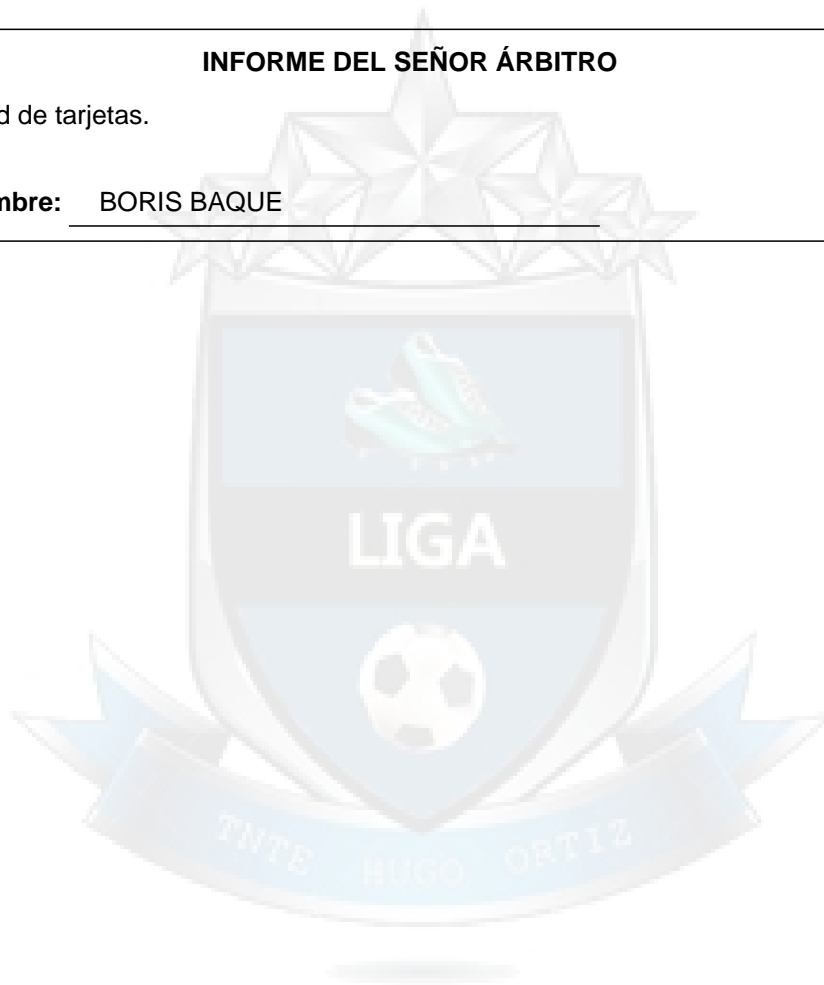 INFORME DEL SEÑOR ÁRBITRO
d de tarjetas.
mbre: BORIS BAQUE
LIGA
TNTE HUGO ORTIZ